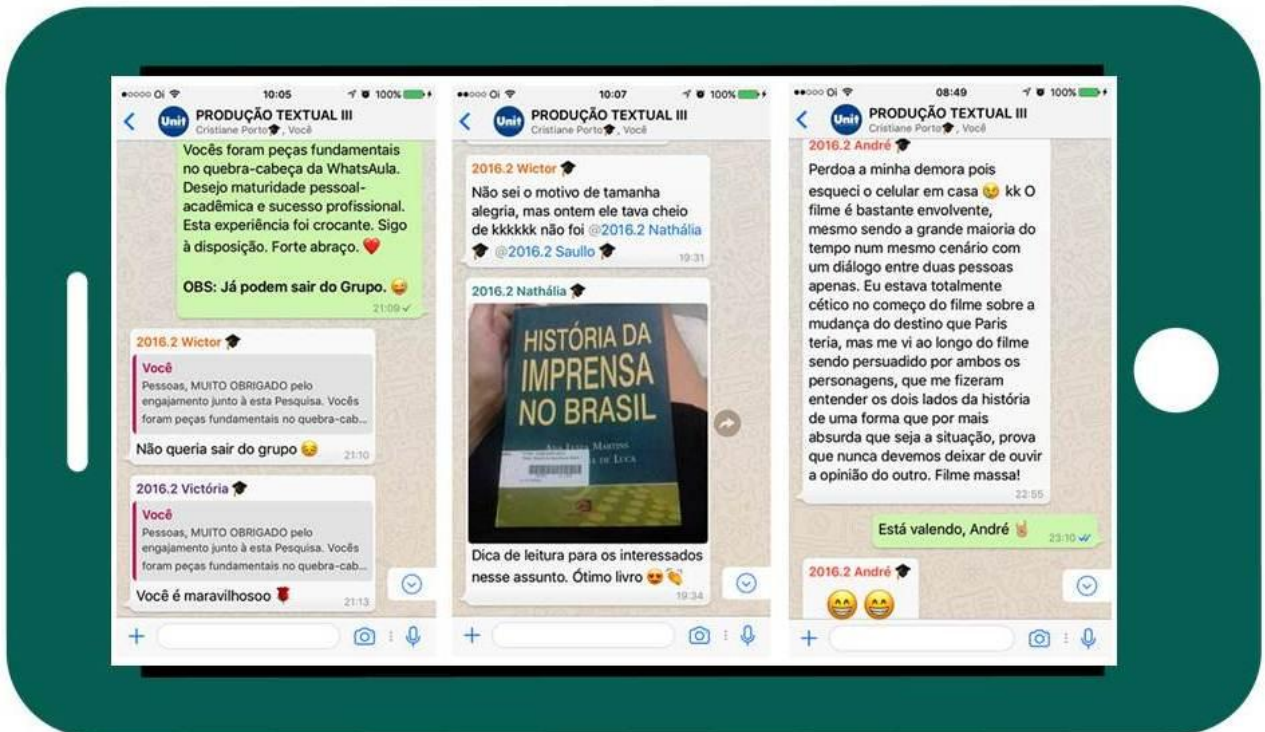 Oi 10:05 100%
Unit PRODUÇÃO TEXTUAL III
Cristiane Porto🎓, Você
Vocês foram peças fundamentais
no quebra-cabeça da WhatsAula.
Desejo maturidade pessoal-
acadêmica e sucesso profissional.
Esta experiência foi crocante. Sigo
à disposição. Forte abraço. ❤️
OBS: Já podem sair do Grupo. 😅
21:09
2016.2 Wictor 🎓
Você
Pessoas, MUITO OBRIGADO pelo
engajamento junto à esta Pesquisa. Vocês
foram peças fundamentais no quebra-cab...
Não queria sair do grupo 😔
21:10
2016.2 Victória 🎓
Você
Pessoas, MUITO OBRIGADO pelo
engajamento junto à esta Pesquisa. Vocês
foram peças fundamentais no quebra-cab...
Você é maravilhosoo 🌹
21:13
Oi 10:07 100%
Unit PRODUÇÃO TEXTUAL III
Cristiane Porto🎓, Você
2016.2 Wictor 🎓
Não sei o motivo de tamanha
alegria, mas ontem ele tava cheio
de kkkkkk não foi @2016.2 Nathália
🎓 @2016.2 Saullo 🎓
19:31
2016.2 Nathália 🎓
HISTÓRIA DA
IMPRENSA
NO BRASIL
Ana Luiza Martins
DE LUCA
Dica de leitura para os interessados
nesse assunto. Ótimo livro 😍👏
19:34
Oi 08:49 100%
Unit PRODUÇÃO TEXTUAL III
Cristiane Porto🎓, Você
2016.2 André 🎓
Perdoa a minha demora pois
esqueci o celular em casa 😢 kk O
filme é bastante envolvente,
mesmo sendo a grande maioria do
tempo num mesmo cenário com
um diálogo entre duas pessoas
apenas. Eu estava totalmente
cético no começo do filme sobre a
mudança do destino que Paris
teria, mas me vi ao longo do filme
sendo persuadido por ambos os
personagens, que me fizeram
entender os dois lados da história
de uma forma que por mais
absurda que seja a situação, prova
que nunca devemos deixar de ouvir
a opinião do outro. Filme massa!
22:55
Está valendo, André 🤘
23:10
2016.2 André 🎓
😁😁